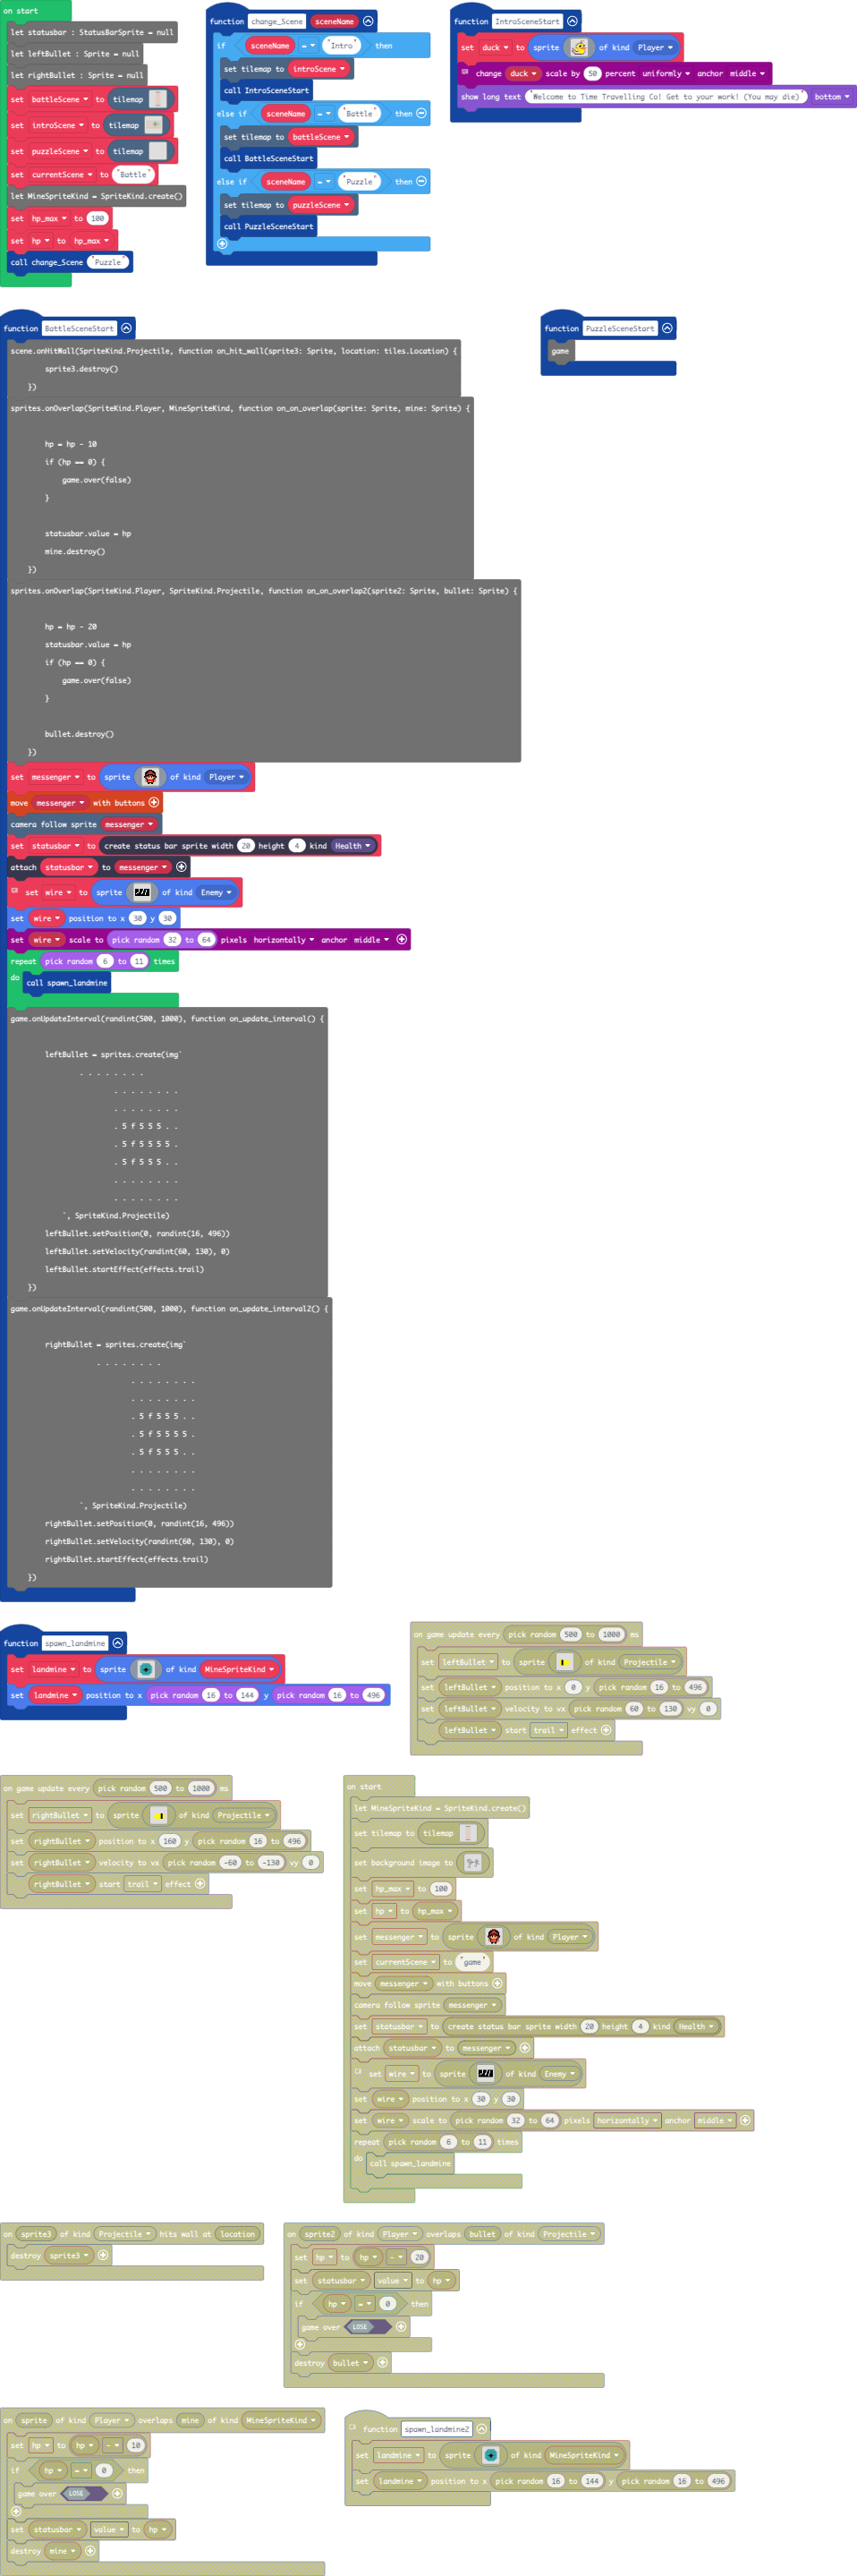 on start
let statusbar : StatusBarSprite = null
let leftBullet : Sprite = null
let rightBullet : Sprite = null
set battleScene to tilemap
set introScene to tilemap
set puzzleScene to tilemap
set currentScene to "Battle"
let MineSpriteKind = SpriteKind.create()
set hp_max to 100
set hp to hp_max
call change_Scene "Puzzle"
function change_Scene sceneName
if sceneName = "Intro" then
set tilemap to introScene
call IntroSceneStart
else if sceneName = "Battle" then
set tilemap to battleScene
call BattleSceneStart
else if sceneName = "Puzzle" then
set tilemap to puzzleScene
call PuzzleSceneStart
function IntroSceneStart
set duck to sprite of kind Player
change duck scale by 50 percent uniformly anchor middle
show long text "Welcome to Time Travelling Co! Get to your work! (You may die)" bottom
function BattleSceneStart
scene.onHitWall(SpriteKind.Projectile, function on_hit_wall(sprite3: Sprite, location: tiles.Location) {
sprite3.destroy()
})
sprites.onOverlap(SpriteKind.Player, MineSpriteKind, function on_on_overlap(sprite: Sprite, mine: Sprite) {
hp = hp - 10
if (hp == 0) {
game.over(false)
}
statusbar.value = hp
mine.destroy()
})
sprites.onOverlap(SpriteKind.Player, SpriteKind.Projectile, function on_on_overlap2(sprite2: Sprite, bullet: Sprite) {
hp = hp - 20
statusbar.value = hp
if (hp == 0) {
game.over(false)
}
bullet.destroy()
})
set messenger to sprite of kind Player
move messenger with buttons
camera follow sprite messenger
set statusbar to create status bar sprite width 20 height 4 kind Health
attach statusbar to messenger
set wire to sprite of kind Enemy
set wire position to x 30 y 30
set wire scale to pick random 32 to 64 pixels horizontally anchor middle
repeat pick random 6 to 11 times
do call spawn_landmine
game.onUpdateInterval(randint(500, 1000), function on_update_interval() {
leftBullet = sprites.create(img`
. . . . . . . .
. . . . . . . .
. . . . . . . .
. 5 f 5 5 5 . .
. 5 f 5 5 5 5 .
. 5 f 5 5 5 . .
. . . . . . . .
. . . . . . . .
`, SpriteKind.Projectile)
leftBullet.setPosition(0, randint(16, 496))
leftBullet.setVelocity(randint(60, 130), 0)
leftBullet.startEffect(effects.trail)
})
game.onUpdateInterval(randint(500, 1000), function on_update_interval2() {
rightBullet = sprites.create(img`
. . . . . . . .
. . . . . . . .
. . . . . . . .
. 5 f 5 5 5 . .
. 5 f 5 5 5 5 .
. 5 f 5 5 5 . .
. . . . . . . .
. . . . . . . .
`, SpriteKind.Projectile)
rightBullet.setPosition(0, randint(16, 496))
rightBullet.setVelocity(randint(60, 130), 0)
rightBullet.startEffect(effects.trail)
})
function PuzzleSceneStart
game
function spawn_landmine
set landmine to sprite of kind MineSpriteKind
set landmine position to x pick random 16 to 144 y pick random 16 to 496
on game update every pick random 500 to 1000 ms
set leftBullet to sprite of kind Projectile
set leftBullet position to x 0 y pick random 16 to 496
set leftBullet velocity to vx pick random 60 to 130 vy 0
leftBullet start trail effect
on game update every pick random 500 to 1000 ms
set rightBullet to sprite of kind Projectile
set rightBullet position to x 160 y pick random 16 to 496
set rightBullet velocity to vx pick random -60 to -130 vy 0
rightBullet start trail effect
on start
let MineSpriteKind = SpriteKind.create()
set tilemap to tilemap
set background image to
set hp_max to 100
set hp to hp_max
set messenger to sprite of kind Player
set currentScene to "game"
move messenger with buttons
camera follow sprite messenger
set statusbar to create status bar sprite width 20 height 4 kind Health
attach statusbar to messenger
set wire to sprite of kind Enemy
set wire position to x 30 y 30
set wire scale to pick random 32 to 64 pixels horizontally anchor middle
repeat pick random 6 to 11 times
do call spawn_landmine
on sprite3 of kind Projectile hits wall at location
destroy sprite3
on sprite2 of kind Player overlaps bullet of kind Projectile
set hp to hp - 20
set statusbar value to hp
if hp = 0 then
game over LOSE
destroy bullet
on sprite of kind Player overlaps mine of kind MineSpriteKind
set hp to hp - 10
if hp = 0 then
game over LOSE
set statusbar value to hp
destroy mine
function spawn_landmine2
set landmine to sprite of kind MineSpriteKind
set landmine position to x pick random 16 to 144 y pick random 16 to 496